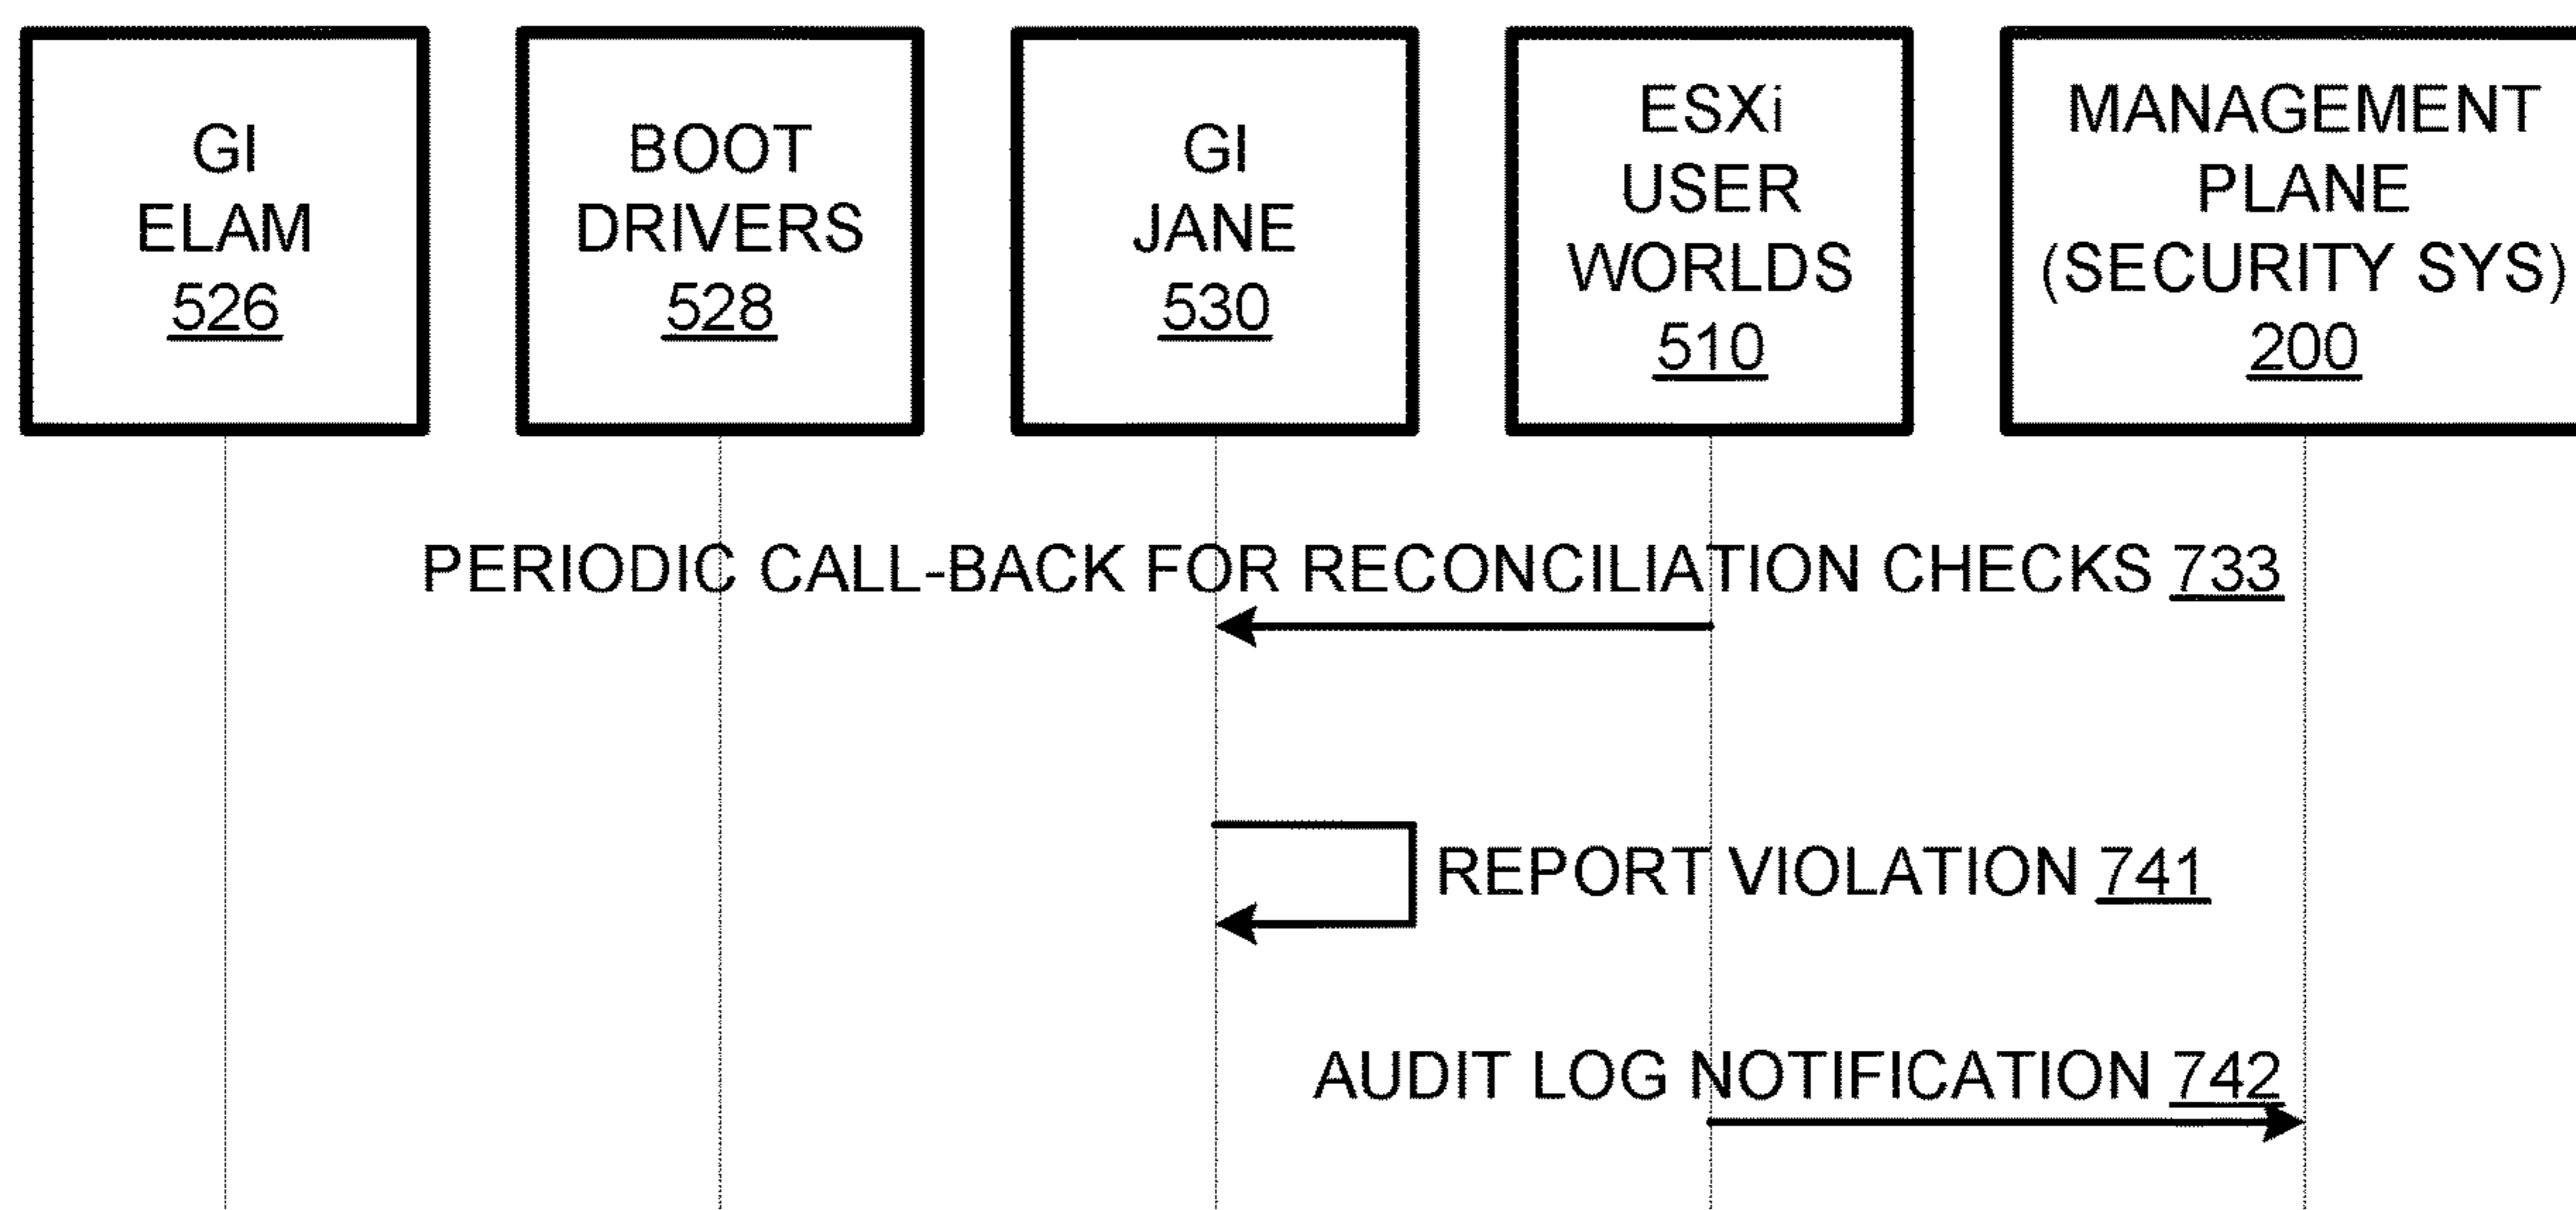 GI
ELAM
526
BOOT
DRIVERS
528
GI
JANE
530
ESXi
USER
WORLDS
510
MANAGEMENT
PLANE
(SECURITY SYS)
200
PERIODIC CALL-BACK FOR RECONCILIATION CHECKS 733
REPORT VIOLATION 741
AUDIT LOG NOTIFICATION 742